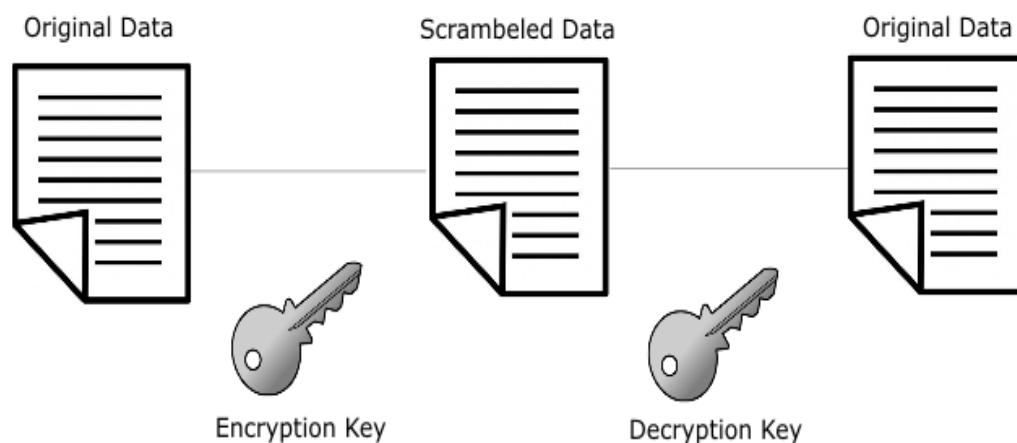 Original Data
Scrambeled Data
Original Data
Encryption Key
Decryption Key